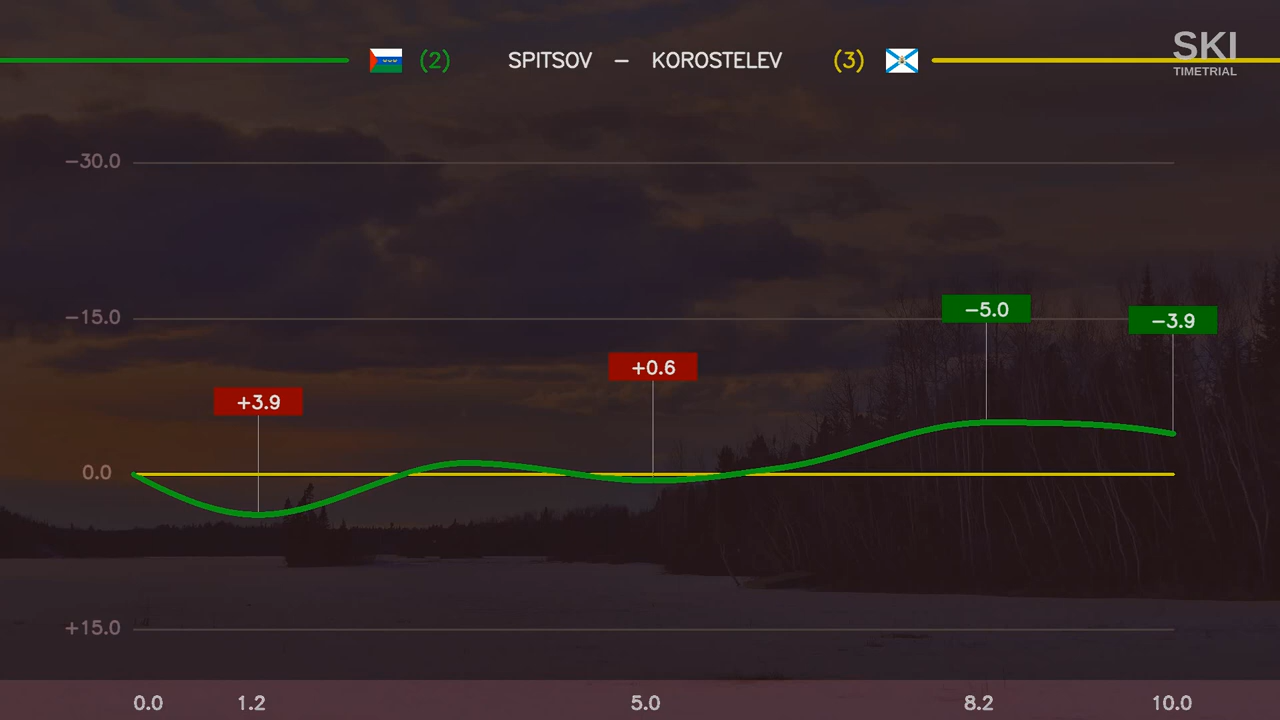 (2) SPITSOV – KOROSTELEV (3)
SKI
TIMETRIAL
−30.0
−15.0
−5.0
−3.9
+0.6
+3.9
0.0
+15.0
0.0 1.2 5.0 8.2 10.0